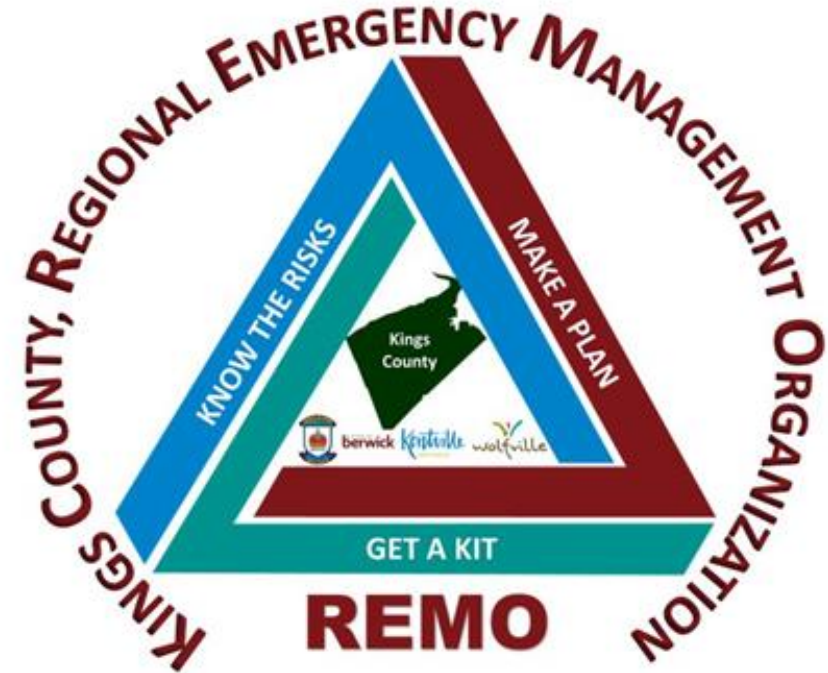 KINGS COUNTY, REGIONAL EMERGENCY MANAGEMENT ORGANIZATION
KNOW THE RISKS
MAKE A PLAN
Kings
County
berwick Kentville wolfville
GET A KIT
REMO